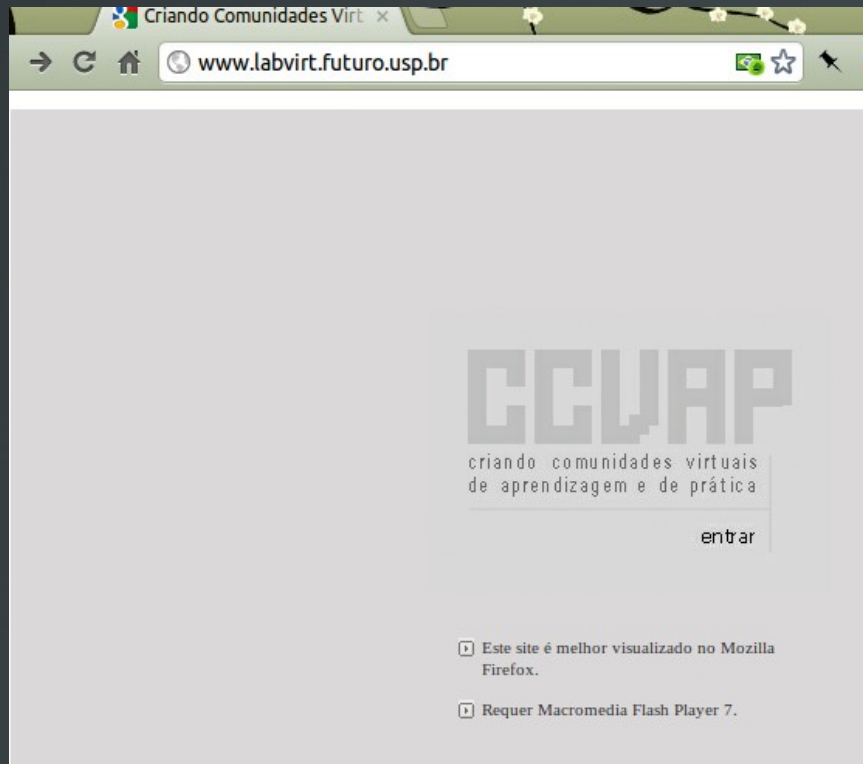 Criando Comunidades Virt
www.labvirt.futuro.usp.br
CCVAP
criando comunidades virtuais
de aprendizagem e de prática
entrar
Este site é melhor visualizado no Mozilla
Firefox.
Requer Macromedia Flash Player 7.